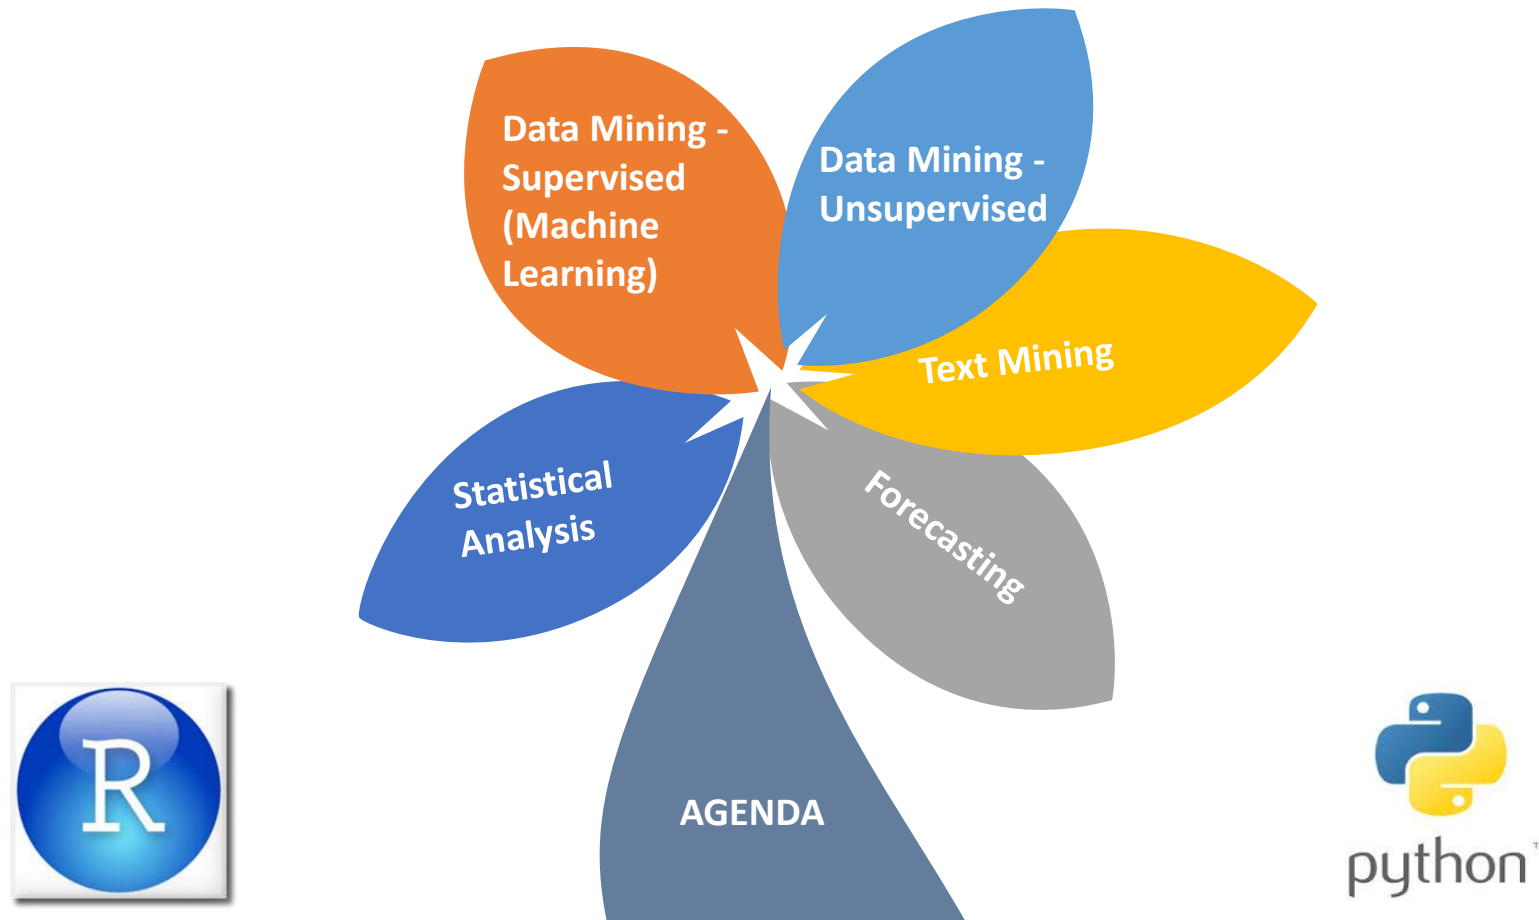 Data Mining -
Supervised
(Machine
Learning)
Data Mining -
Unsupervised
Text Mining
Statistical
Analysis
Forecasting
AGENDA
R
python